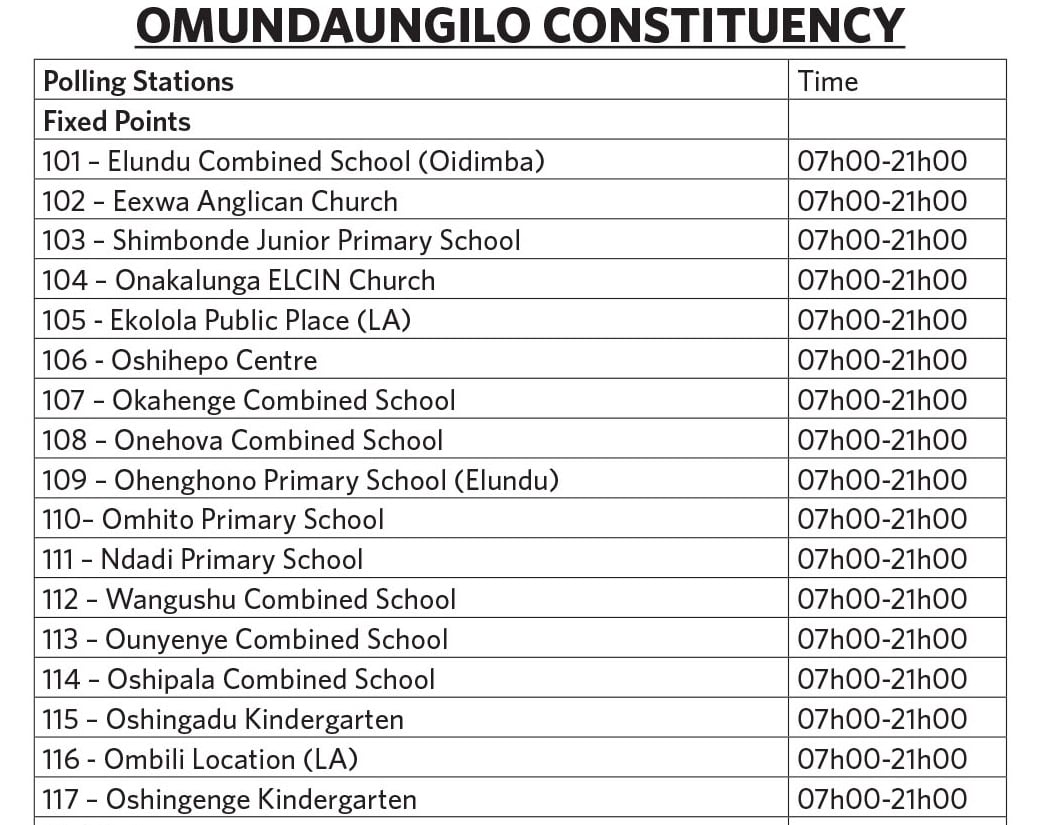 OMUNDAUNGILO CONSTITUENCY
Polling Stations Time
Fixed Points
101 – Elundu Combined School (Oidimba) 07h00-21h00
102 – Eexwa Anglican Church 07h00-21h00
103 – Shimbonde Junior Primary School 07h00-21h00
104 – Onakalunga ELCIN Church 07h00-21h00
105 - Ekolola Public Place (LA) 07h00-21h00
106 - Oshihepo Centre 07h00-21h00
107 – Okahenge Combined School 07h00-21h00
108 – Onehova Combined School 07h00-21h00
109 – Ohenghono Primary School (Elundu) 07h00-21h00
110– Omhito Primary School 07h00-21h00
111 – Ndadi Primary School 07h00-21h00
112 – Wangushu Combined School 07h00-21h00
113 – Ounyenye Combined School 07h00-21h00
114 – Oshipala Combined School 07h00-21h00
115 – Oshingadu Kindergarten 07h00-21h00
116 - Ombili Location (LA) 07h00-21h00
117 – Oshingenge Kindergarten 07h00-21h00